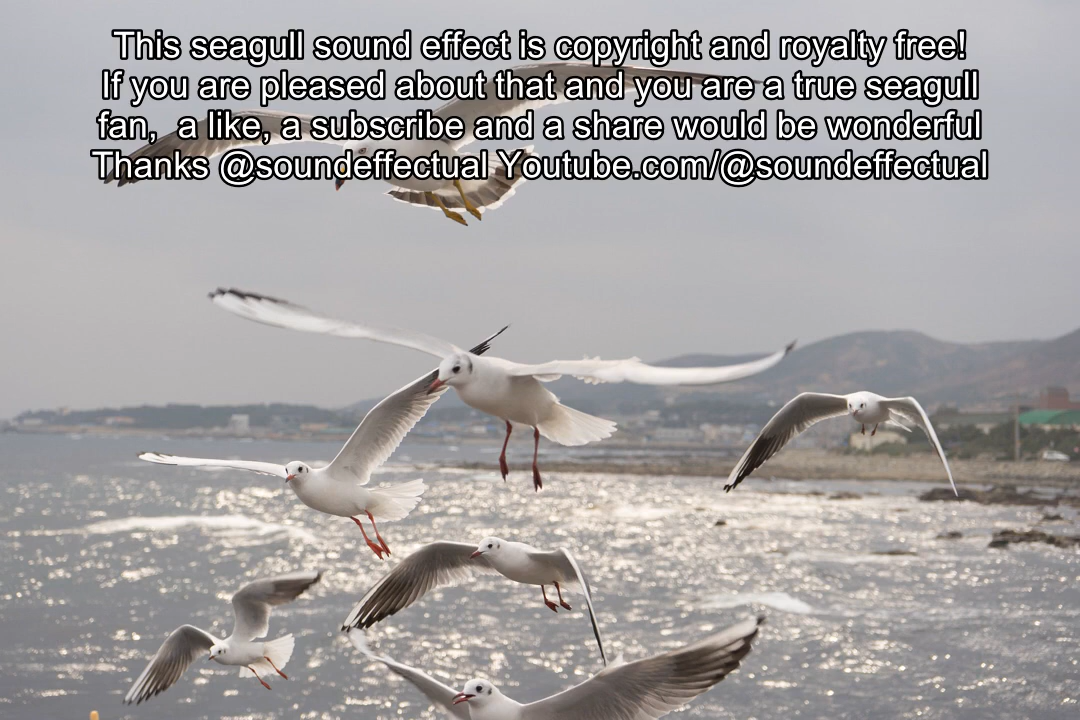 This seagull sound effect is copyright and royalty free!
If you are pleased about that and you are a true seagull
fan,  a like, a subscribe and a share would be wonderful
Thanks @soundeffectual Youtube.com/@soundeffectual